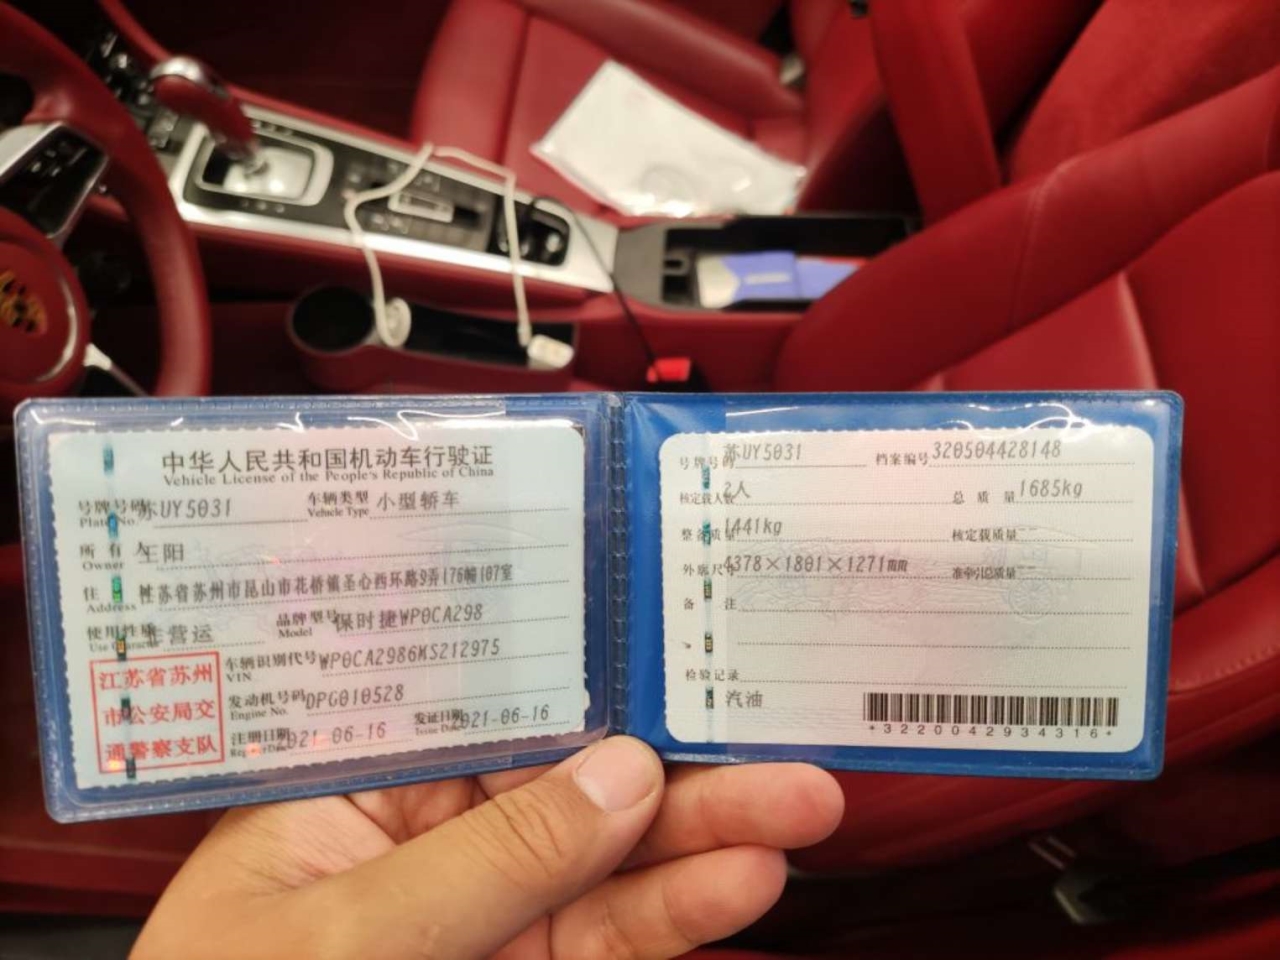 中华人民共和国机动车行驶证
Vehicle License of the People's Republic of China
号牌号码 苏UY5031 车辆类型 小型轿车
Plate No. Vehicle Type
所有人 王阳
Owner
住址 江苏省苏州市昆山市花桥镇圣心西环路9弄176幢107室
Address
使用性质 非营运 品牌型号 保时捷WP0CA298
Use Character Model
江苏省苏州
市公安局交
通警察支队
车辆识别代号 WP0CA2986KS212975
VIN
发动机号码 DPG010528
Engine No.
注册日期 2021-06-16 发证日期 2021-06-16
Register Date Issue Date
号牌号码 苏UY5031 档案编号 320504428148
核定载人数 2人 总质量 1685kg
整备质量 1441kg 核定载质量 --
外廓尺寸 4378×1801×1271mm 准牵引总质量 --
备注
检验记录
汽油
+3220042934316+